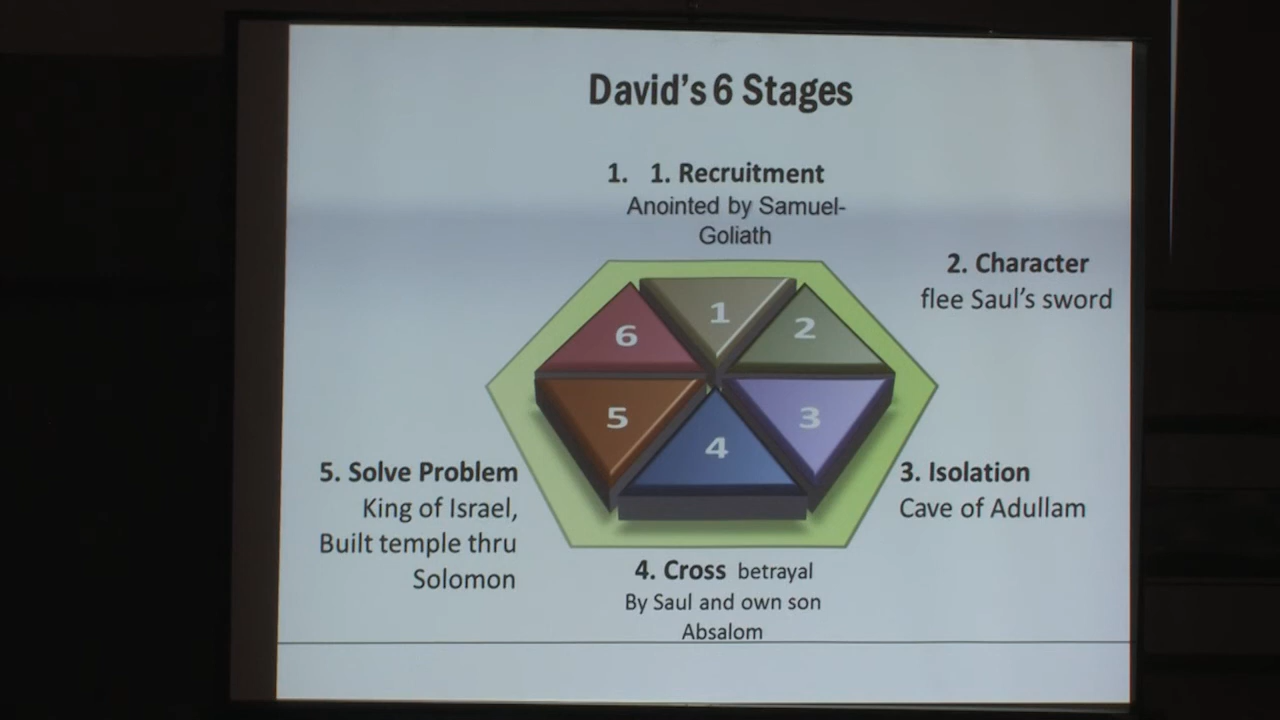 David's 6 Stages
1. 1. Recruitment
Anointed by Samuel-
Goliath
2. Character
flee Saul's sword
1
2
6
5
3
4
5. Solve Problem
King of Israel,
Built temple thru
Solomon
3. Isolation
Cave of Adullam
4. Cross betrayal
By Saul and own son
Absalom